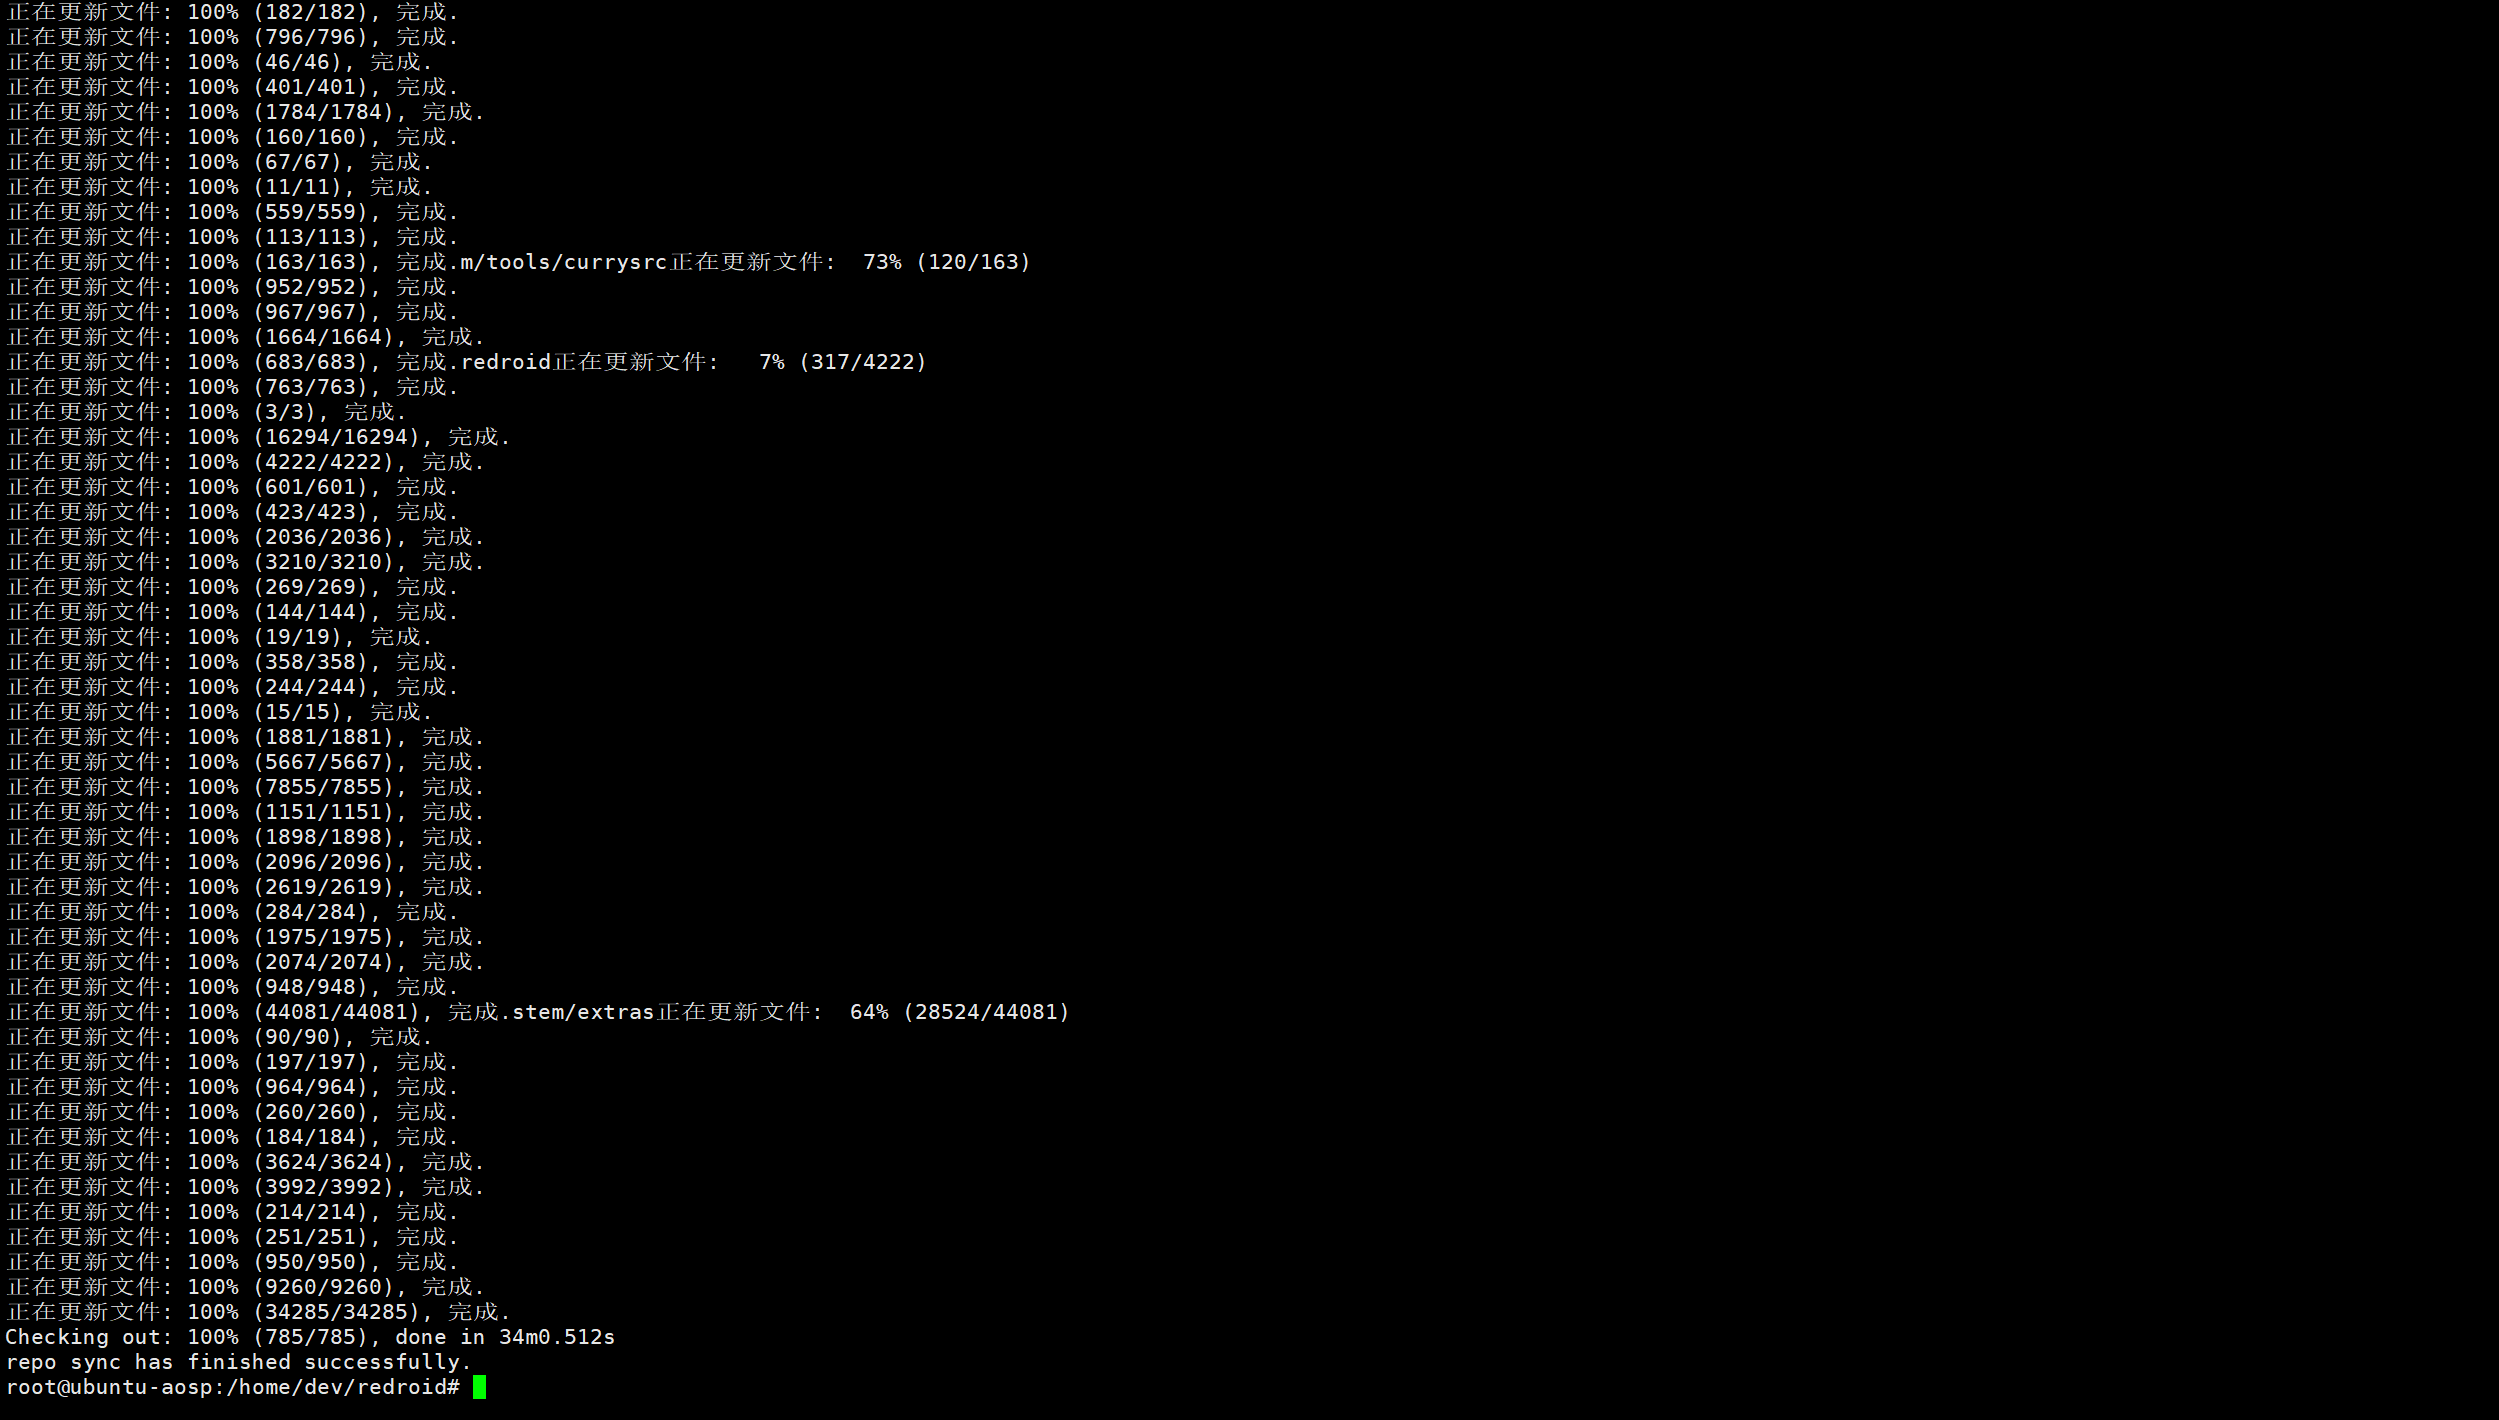 正在更新文件: 100% (182/182), 完成.
正在更新文件: 100% (796/796), 完成.
正在更新文件: 100% (46/46), 完成.
正在更新文件: 100% (401/401), 完成.
正在更新文件: 100% (1784/1784), 完成.
正在更新文件: 100% (160/160), 完成.
正在更新文件: 100% (67/67), 完成.
正在更新文件: 100% (11/11), 完成.
正在更新文件: 100% (559/559), 完成.
正在更新文件: 100% (113/113), 完成.
正在更新文件: 100% (163/163), 完成.m/tools/currysrc正在更新文件:  73% (120/163)
正在更新文件: 100% (952/952), 完成.
正在更新文件: 100% (967/967), 完成.
正在更新文件: 100% (1664/1664), 完成.
正在更新文件: 100% (683/683), 完成.redroid正在更新文件:   7% (317/4222)
正在更新文件: 100% (763/763), 完成.
正在更新文件: 100% (3/3), 完成.
正在更新文件: 100% (16294/16294), 完成.
正在更新文件: 100% (4222/4222), 完成.
正在更新文件: 100% (601/601), 完成.
正在更新文件: 100% (423/423), 完成.
正在更新文件: 100% (2036/2036), 完成.
正在更新文件: 100% (3210/3210), 完成.
正在更新文件: 100% (269/269), 完成.
正在更新文件: 100% (144/144), 完成.
正在更新文件: 100% (19/19), 完成.
正在更新文件: 100% (358/358), 完成.
正在更新文件: 100% (244/244), 完成.
正在更新文件: 100% (15/15), 完成.
正在更新文件: 100% (1881/1881), 完成.
正在更新文件: 100% (5667/5667), 完成.
正在更新文件: 100% (7855/7855), 完成.
正在更新文件: 100% (1151/1151), 完成.
正在更新文件: 100% (1898/1898), 完成.
正在更新文件: 100% (2096/2096), 完成.
正在更新文件: 100% (2619/2619), 完成.
正在更新文件: 100% (284/284), 完成.
正在更新文件: 100% (1975/1975), 完成.
正在更新文件: 100% (2074/2074), 完成.
正在更新文件: 100% (948/948), 完成.
正在更新文件: 100% (44081/44081), 完成.stem/extras正在更新文件:  64% (28524/44081)
正在更新文件: 100% (90/90), 完成.
正在更新文件: 100% (197/197), 完成.
正在更新文件: 100% (964/964), 完成.
正在更新文件: 100% (260/260), 完成.
正在更新文件: 100% (184/184), 完成.
正在更新文件: 100% (3624/3624), 完成.
正在更新文件: 100% (3992/3992), 完成.
正在更新文件: 100% (214/214), 完成.
正在更新文件: 100% (251/251), 完成.
正在更新文件: 100% (950/950), 完成.
正在更新文件: 100% (9260/9260), 完成.
正在更新文件: 100% (34285/34285), 完成.
Checking out: 100% (785/785), done in 34m0.512s
repo sync has finished successfully.
root@ubuntu-aosp:/home/dev/redroid#